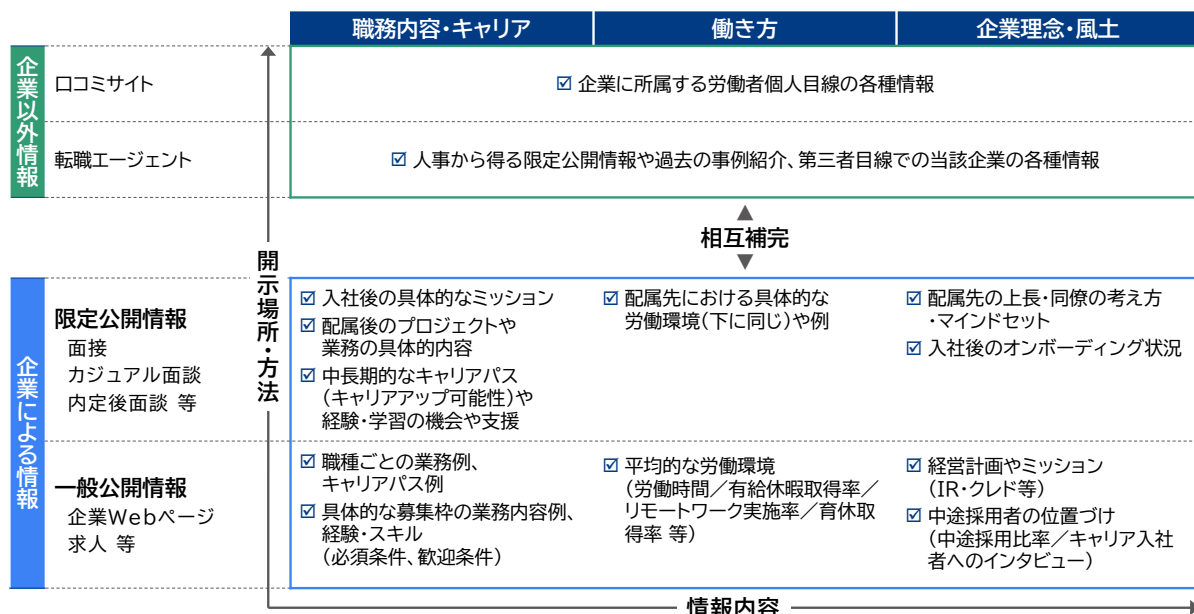 職務内容・キャリア
働き方
企業理念・風土
企業以外情報
口コミサイト
企業に所属する労働者個人目線の各種情報
転職エージェント
人事から得る限定公開情報や過去の事例紹介、第三者目線での当該企業の各種情報
相互補完
開示場所・方法
企業による情報
限定公開情報
面接
カジュアル面談
内定後面談 等
入社後の具体的なミッション
配属後のプロジェクトや
業務の具体的内容
中長期的なキャリアパス
(キャリアアップ可能性)や
経験・学習の機会や支援
配属先における具体的な
労働環境(下に同じ)や例
配属先の上長・同僚の考え方
・マインドセット
入社後のオンボーディング状況
一般公開情報
企業Webページ
求人 等
職種ごとの業務例、
キャリアパス例
具体的な募集枠の業務内容例、
経験・スキル
(必須条件、歓迎条件)
平均的な労働環境
(労働時間/有給休暇取得率/
リモートワーク実施率/育休取
得率 等)
経営計画やミッション
(IR・クレド等)
中途採用者の位置づけ
(中途採用比率/キャリア入社
者へのインタビュー)
情報内容